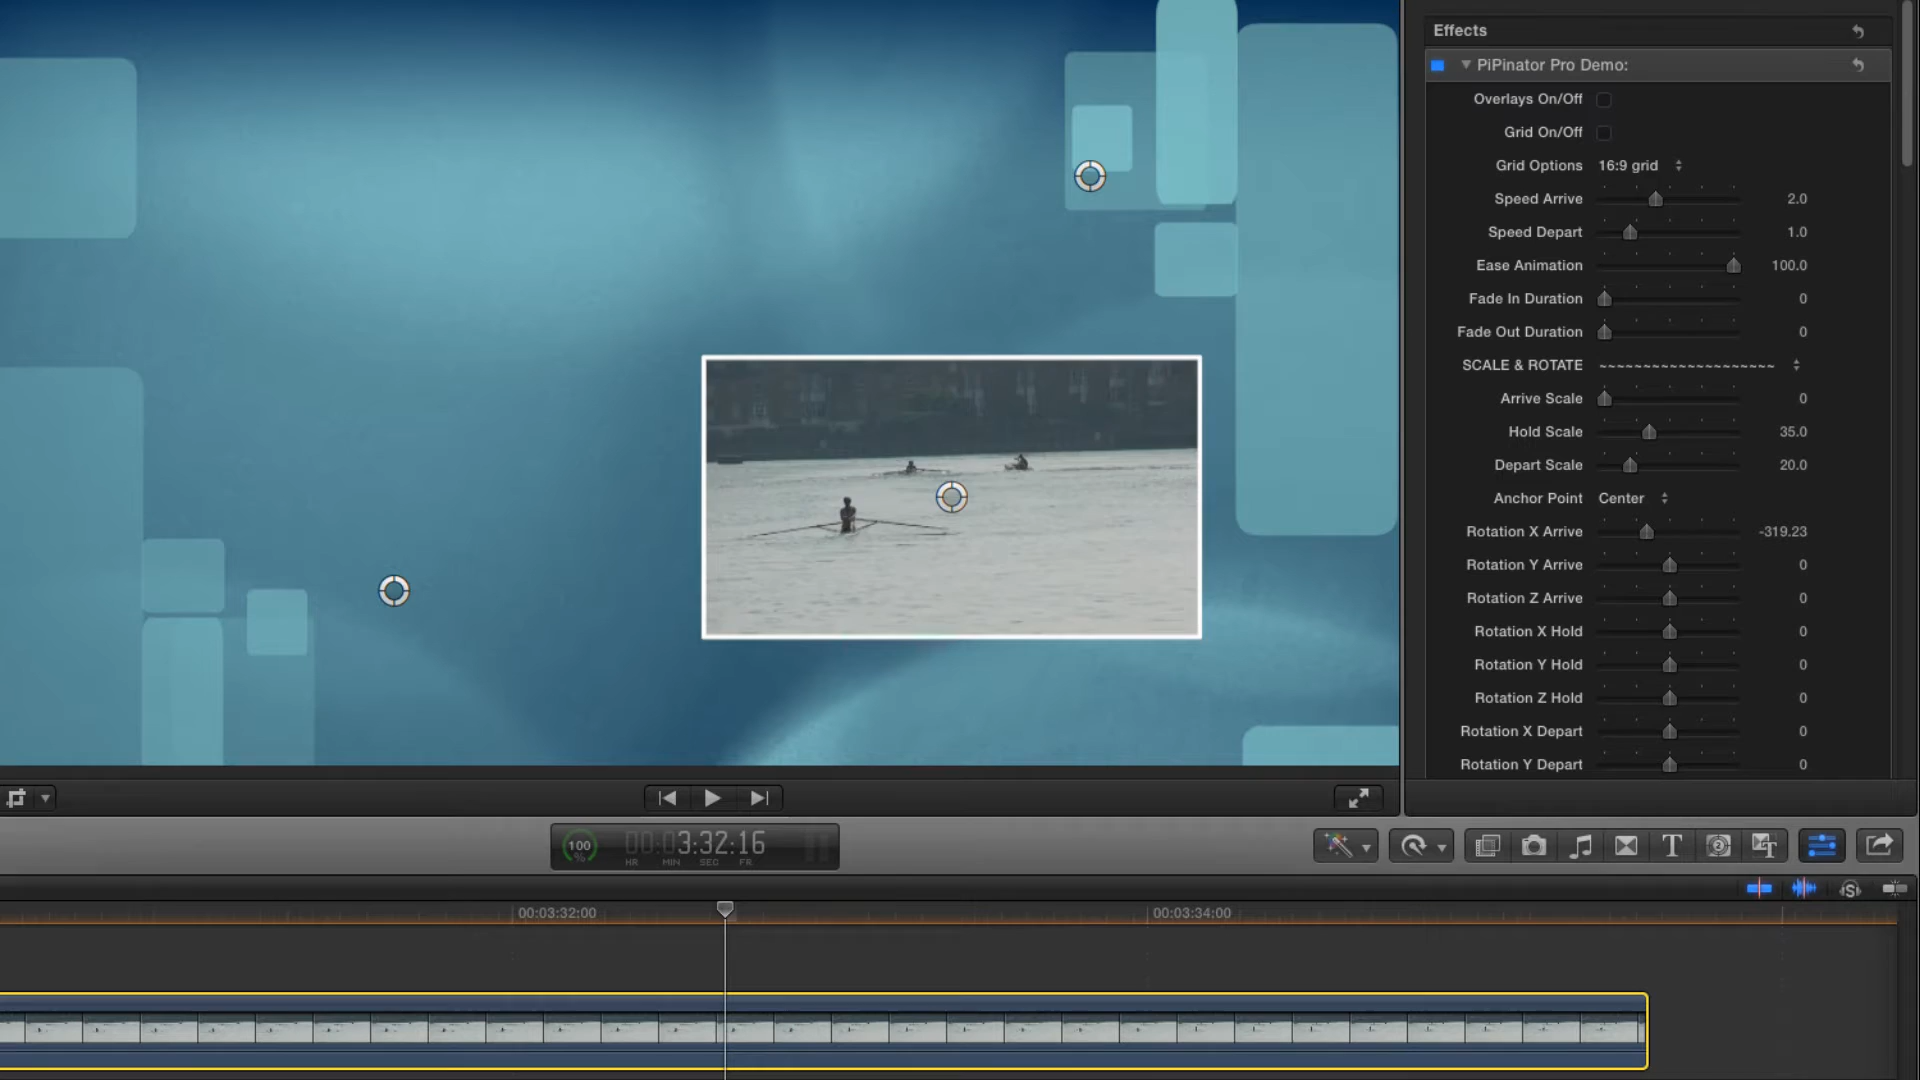 Effects
PiPinator Pro Demo:
Overlays On/Off
Grid On/Off
Grid Options 16:9 grid
Speed Arrive 2.0
Speed Depart 1.0
Ease Animation 100.0
Fade In Duration 0
Fade Out Duration 0
SCALE & ROTATE ~~~~~~~~~~~~~~~~~~~~
Arrive Scale 0
Hold Scale 35.0
Depart Scale 20.0
Anchor Point Center
Rotation X Arrive -319.23
Rotation Y Arrive 0
Rotation Z Arrive 0
Rotation X Hold 0
Rotation Y Hold 0
Rotation Z Hold 0
Rotation X Depart 0
Rotation Y Depart 0
100 % 00:03:32:16
HR MIN SEC FR
00:03:32:00 00:03:34:00